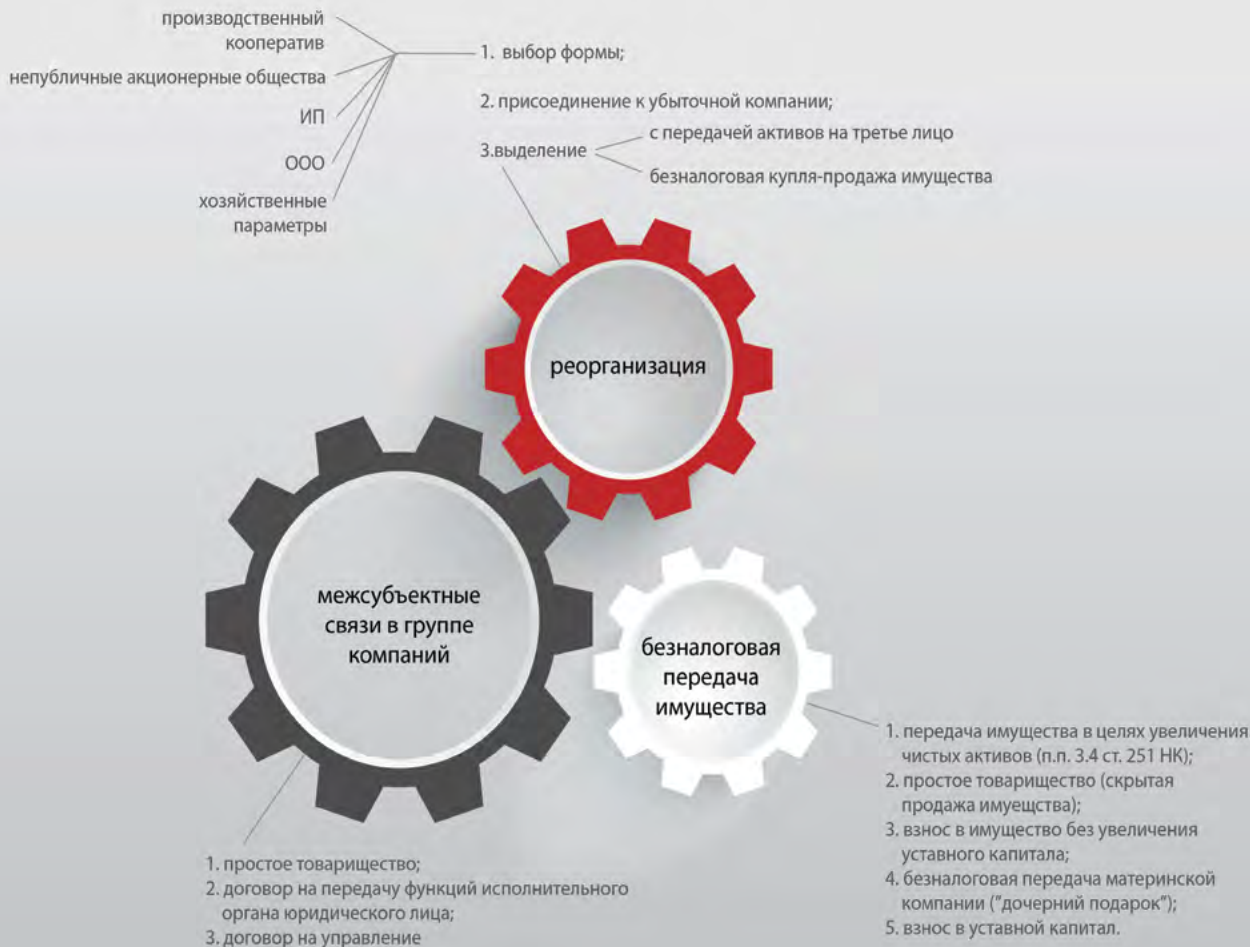 производственный
кооператив
непубличные акционерные общества
ИП
ООО
хозяйственные
параметры
1. выбор формы;
2. присоединение к убыточной компании;
3.выделение
с передачей активов на третье лицо
безналоговая купля-продажа имущества
реорганизация
межсубъектные
связи в группе
компаний
безналоговая
передача
имущества
1. передача имущества в целях увеличения
чистых активов (п.п. 3.4 ст. 251 НК);
2. простое товарищество (скрытая
продажа имуещства);
3. взнос в имущество без увеличения
уставного капитала;
4. безналоговая передача материнской
компании ("дочерний подарок");
5. взнос в уставной капитал.
1. простое товарищество;
2. договор на передачу функций исполнительного
органа юридического лица;
3. договор на управление